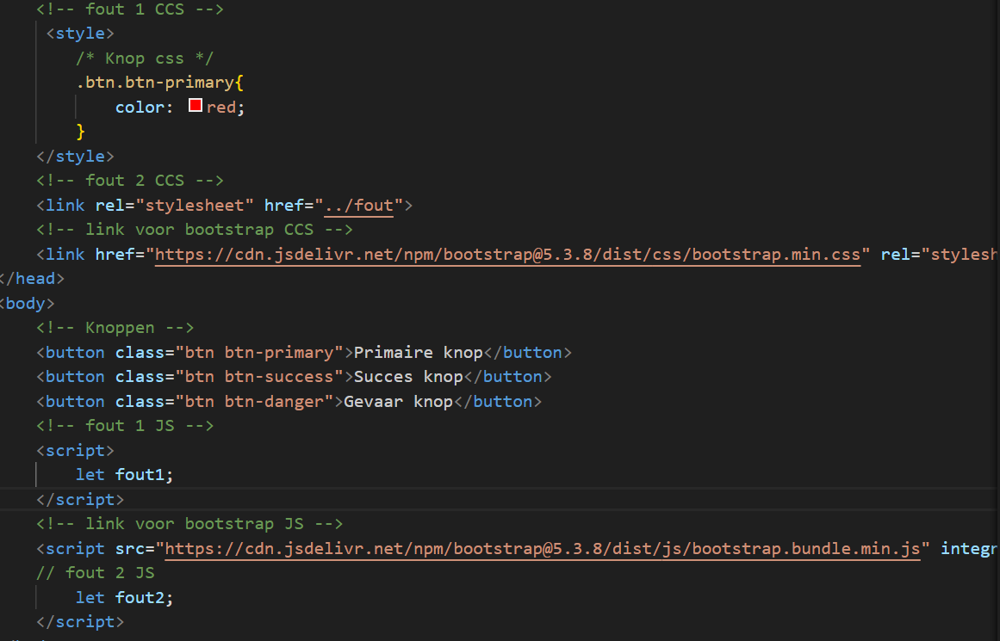 <!-- fout 1 CCS -->
<style>
/* Knop css */
.btn.btn-primary{
color: red;
}
</style>
<!-- fout 2 CCS -->
<link rel="stylesheet" href="../fout">
<!-- link voor bootstrap CCS -->
<link href="https://cdn.jsdelivr.net/npm/bootstrap@5.3.8/dist/css/bootstrap.min.css" rel="stylesh
</head>
<body>
<!-- Knoppen -->
<button class="btn btn-primary">Primaire knop</button>
<button class="btn btn-success">Succes knop</button>
<button class="btn btn-danger">Gevaar knop</button>
<!-- fout 1 JS -->
<script>
let fout1;
</script>
<!-- link voor bootstrap JS -->
<script src="https://cdn.jsdelivr.net/npm/bootstrap@5.3.8/dist/js/bootstrap.bundle.min.js" integr
// fout 2 JS
let fout2;
</script>